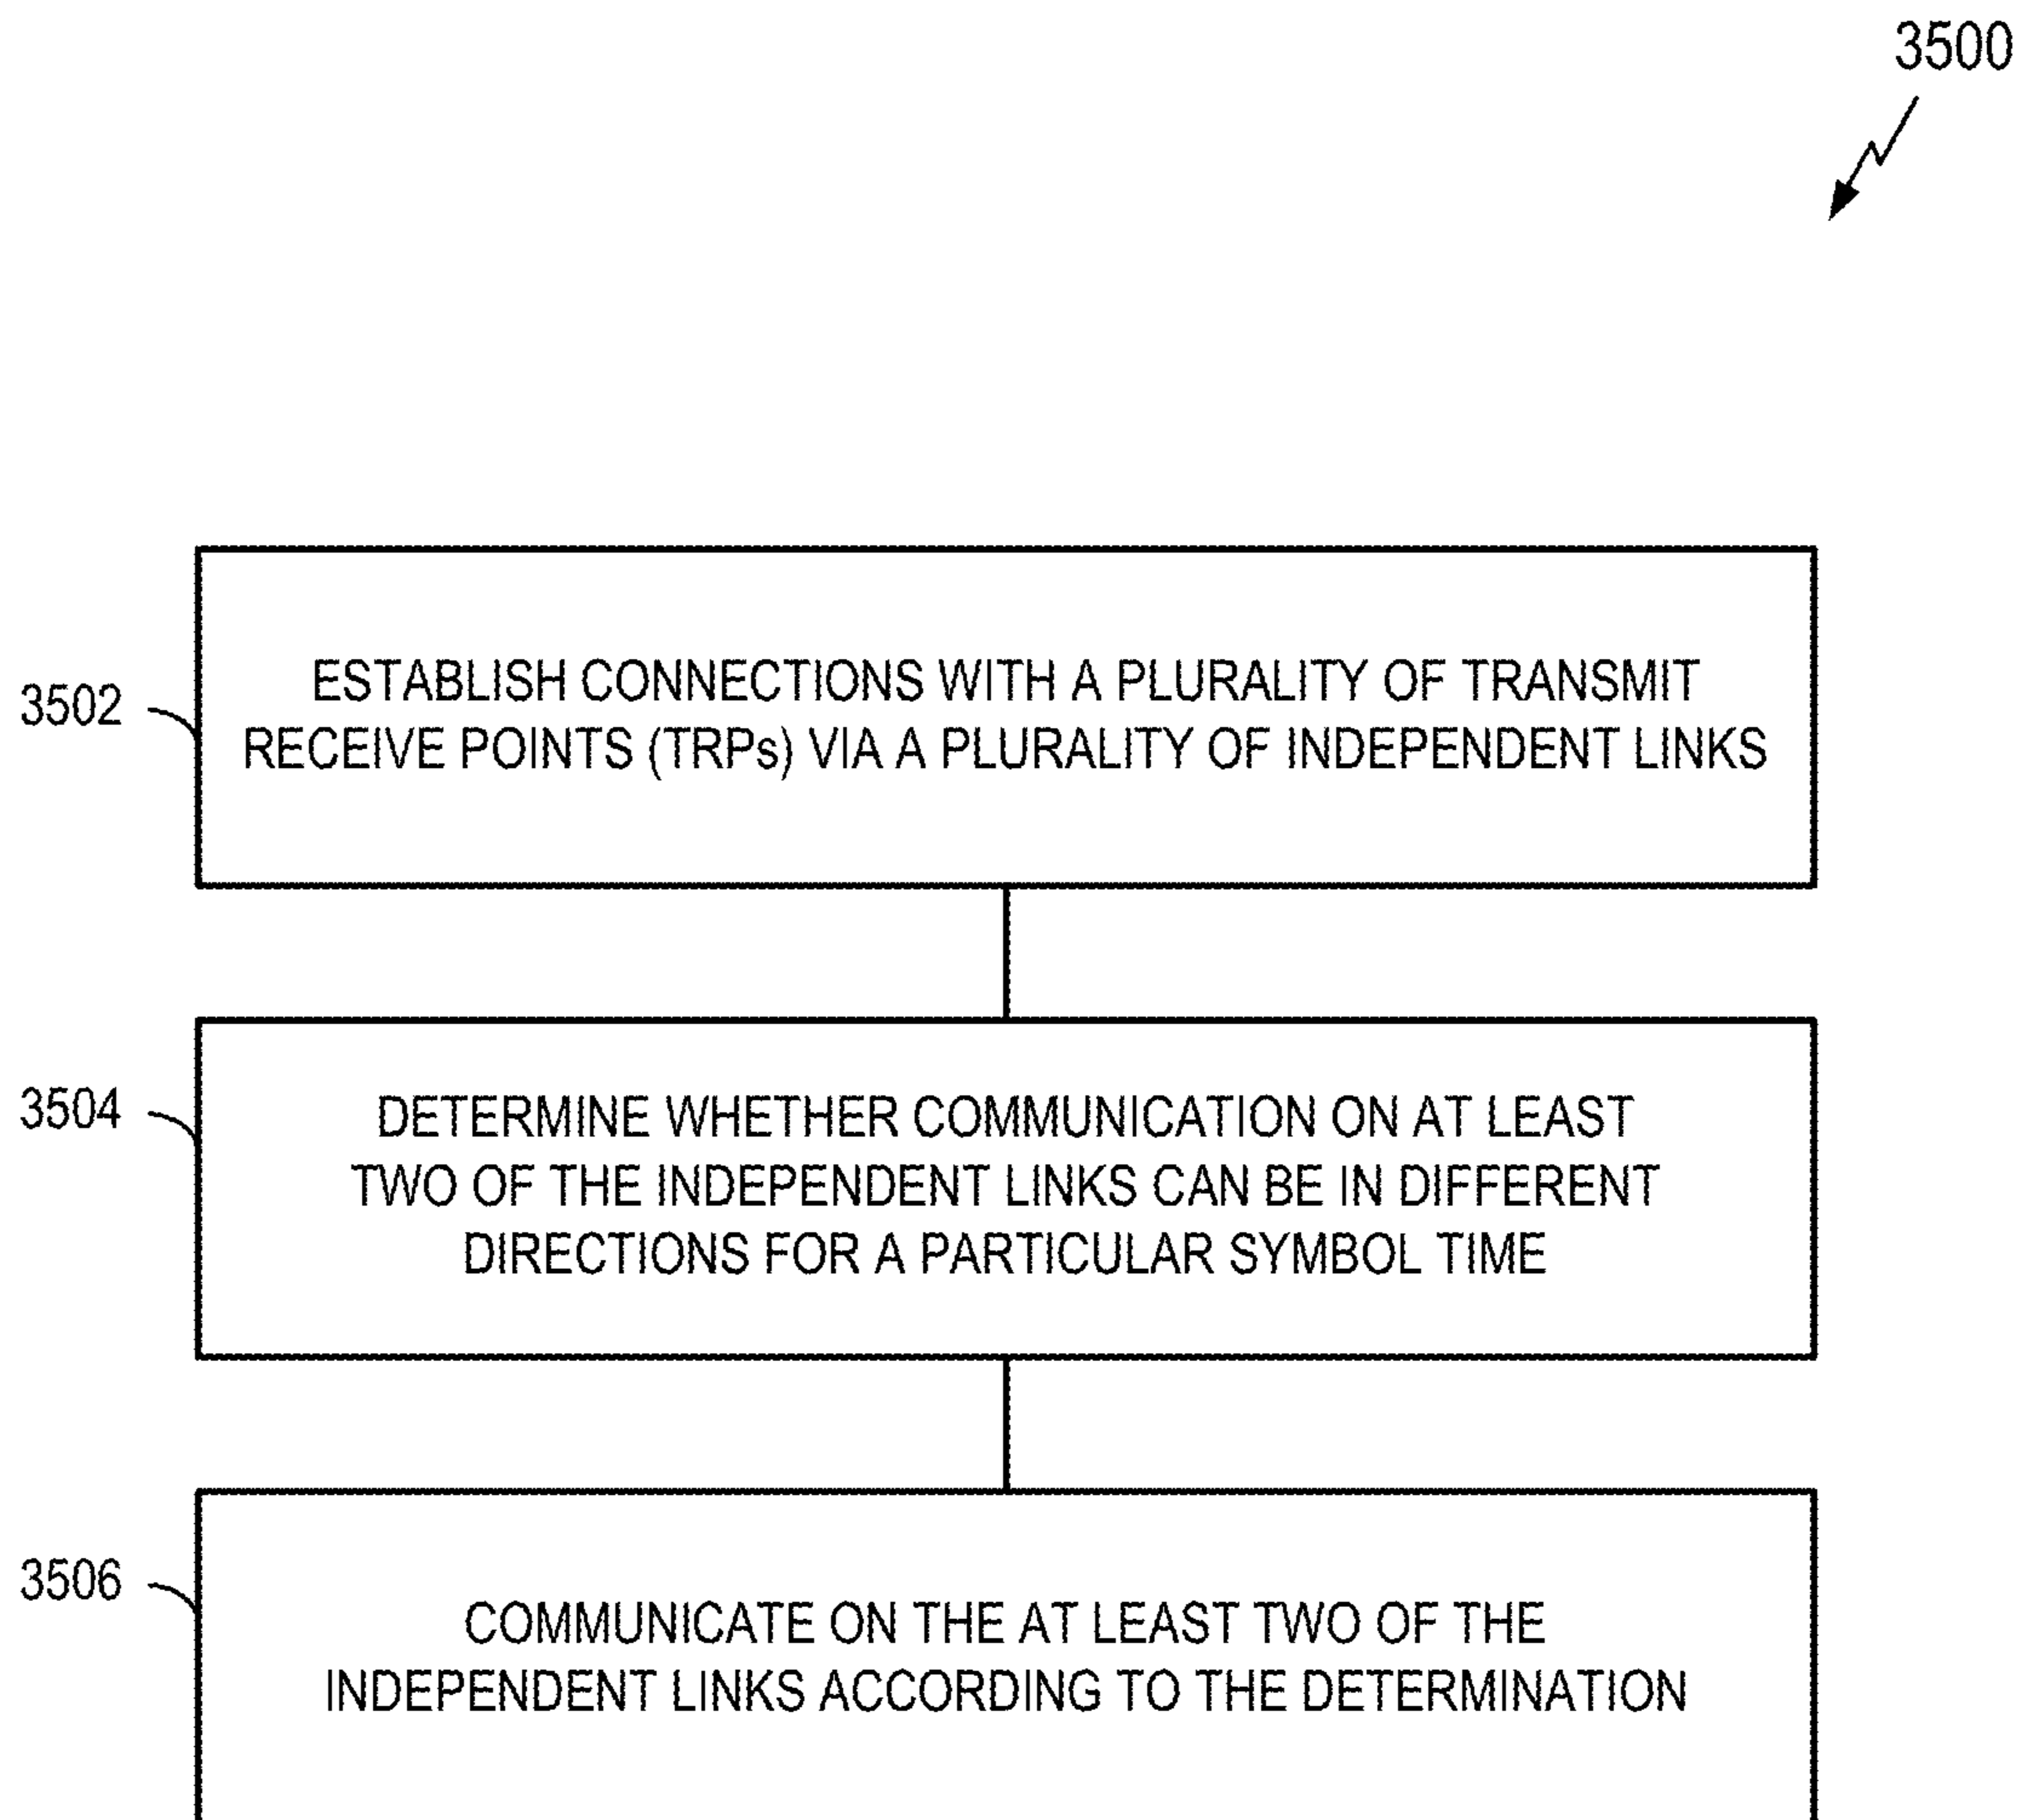 3500
3502
ESTABLISH CONNECTIONS WITH A PLURALITY OF TRANSMIT
RECEIVE POINTS (TRPs) VIA A PLURALITY OF INDEPENDENT LINKS
3504
DETERMINE WHETHER COMMUNICATION ON AT LEAST
TWO OF THE INDEPENDENT LINKS CAN BE IN DIFFERENT
DIRECTIONS FOR A PARTICULAR SYMBOL TIME
3506
COMMUNICATE ON THE AT LEAST TWO OF THE
INDEPENDENT LINKS ACCORDING TO THE DETERMINATION